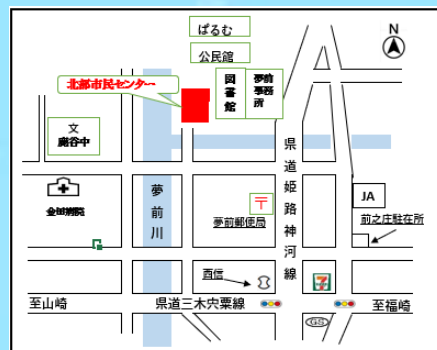 ぱるむ
公民館
N
北部市民センター
図書館
夢前事務所
文
鹿谷中
県道姫路神河線
夢前川
JA
〒
夢前郵便局
前之庄駐在所
百信
7
至山崎
県道三木宍粟線
至福崎
GS